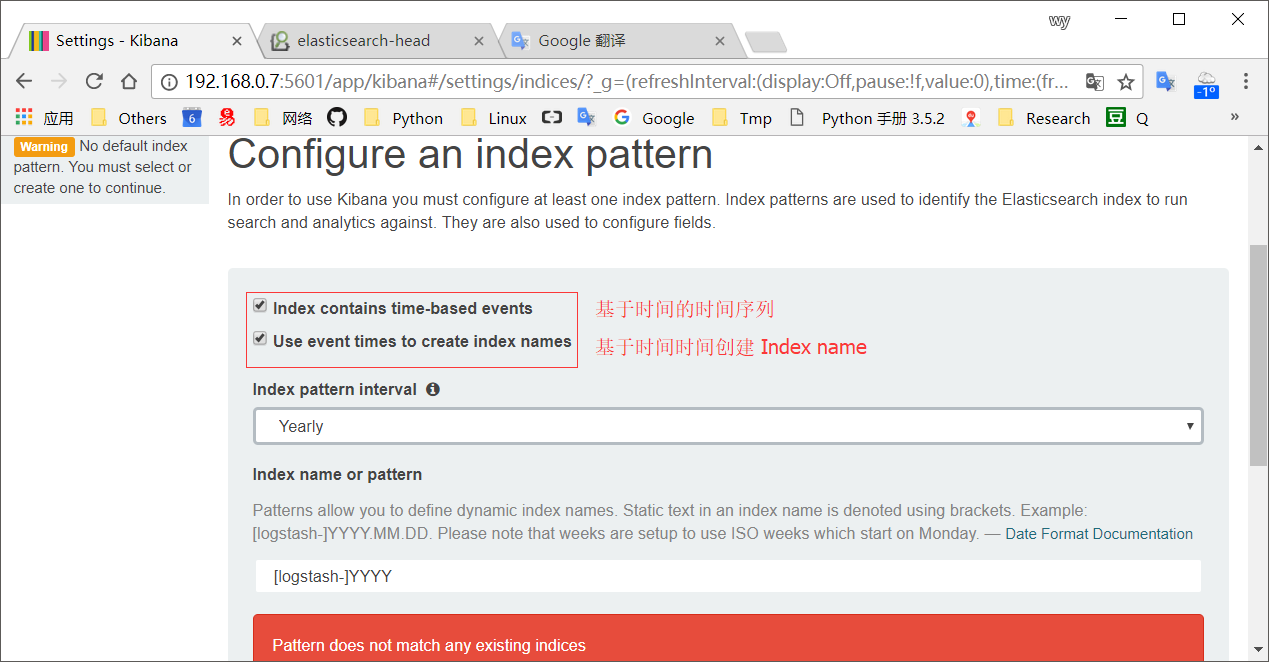 wy
Settings - Kibana
elasticsearch-head
Google 翻译
192.168.0.7:5601/app/kibana#/settings/indices/?_g=(refreshInterval:(display:Off,pause:!f,value:0),time:(fr...
-1°
应用 Others 6 易 网络 Python Linux Google Tmp Python 手册 3.5.2 Research 豆 Q »
Warning No default index
pattern. You must select or
create one to continue.
Configure an index pattern
In order to use Kibana you must configure at least one index pattern. Index patterns are used to identify the Elasticsearch index to run
search and analytics against. They are also used to configure fields.
Index contains time-based events 基于时间的时间序列
Use event times to create index names 基于时间时间创建 Index name
Index pattern interval
Yearly
Index name or pattern
Patterns allow you to define dynamic index names. Static text in an index name is denoted using brackets. Example:
[logstash-]YYYY.MM.DD. Please note that weeks are setup to use ISO weeks which start on Monday. — Date Format Documentation
[logstash-]YYYY
Pattern does not match any existing indices